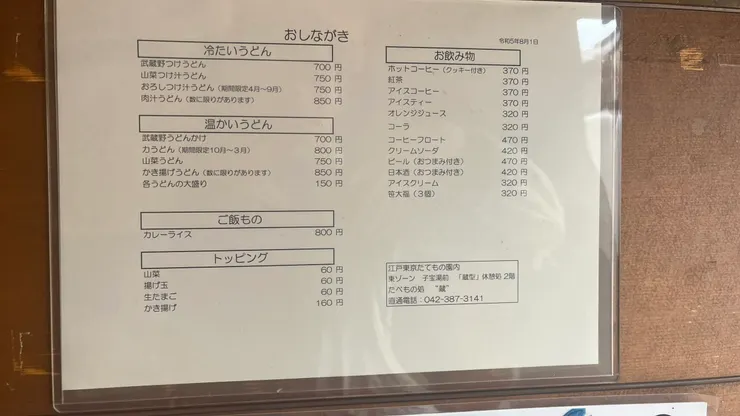 おしながき
令和5年8月1日
冷たいうどん
武蔵野つけうどん 700 円
山菜つけ汁うどん 750 円
おろしつけ汁うどん (期間限定4月～9月) 750 円
肉汁うどん (数に限りがあります) 850 円
温かいうどん
武蔵野うどんかけ 700 円
力うどん (期間限定10月～3月) 800 円
山菜うどん 750 円
かき揚げうどん (数に限りがあります) 850 円
各うどんの大盛り 150 円
ご飯もの
カレーライス 800 円
トッピング
山菜 60 円
揚げ玉 60 円
生たまご 60 円
かき揚げ 160 円
お飲み物
ホットコーヒー (クッキー付き) 370 円
紅茶 370 円
アイスコーヒー 370 円
アイスティー 370 円
オレンジジュース 320 円
コーラ 320 円
コーヒーフロート 470 円
クリームソーダ 420 円
ビール (おつまみ付き) 470 円
日本酒 (おつまみ付き) 420 円
アイスクリーム 320 円
笹大福 (3個) 320 円
江戸東京たてもの園内
東ゾーン 子宝湯前 「蔵型」休憩処 2階
たべもの処 "蔵"
直通電話：042-387-3141